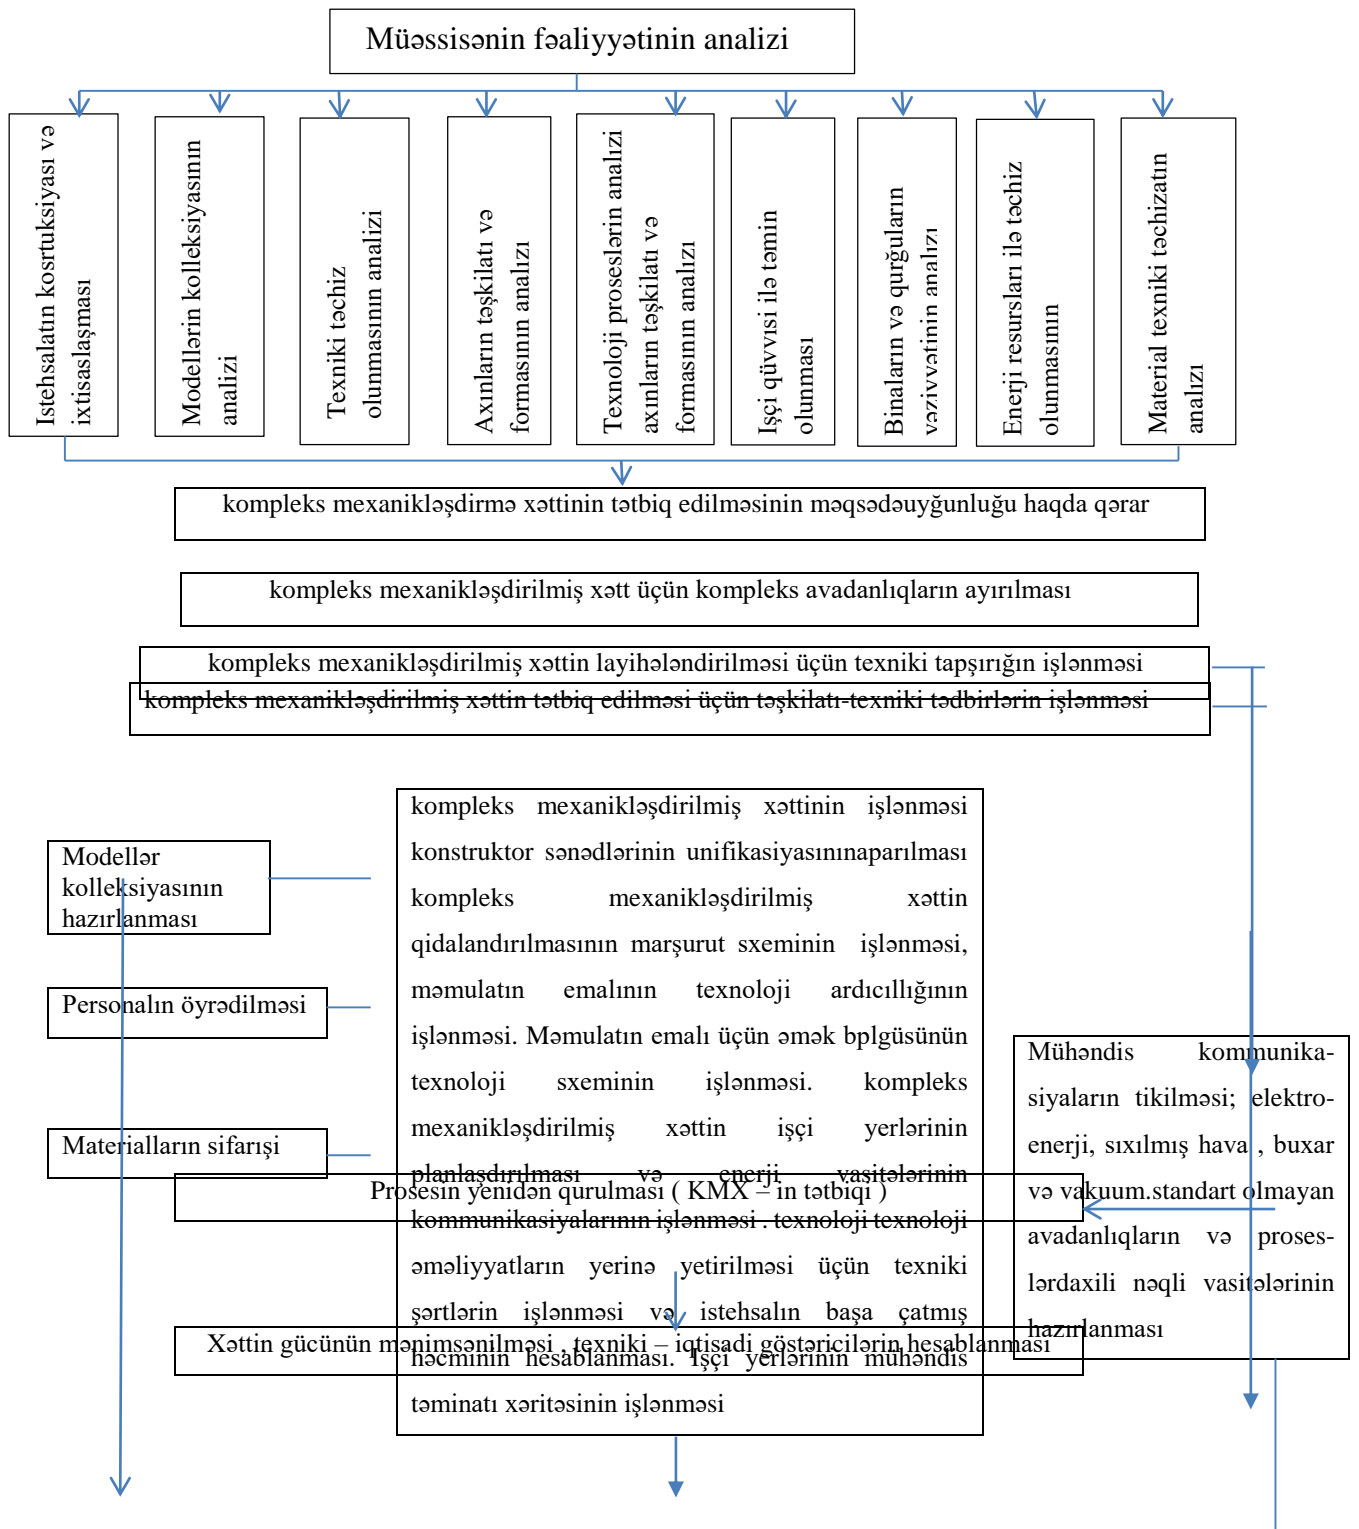 Müəssisənin fəaliyyətinin analizi
Istehsalatın kosrtuksiyası və
ixtisaslaşması
Modellərin kolleksiyasının
analizi
Texniki təchiz
olunmasının analizi
Axınların təşkilatı və
formasının analızı
Texnoloji proseslərin analızi
axınların təşkilatı və
formasının analızı
Işçi qüvvısi ilə təmin
olunması
Binaların və qurğuların
vəziyyətinin analızı
Enerji resursları ilə təchiz
olunmasının
Material texniki təchizatın
analızı
kompleks mexanikləşdirmə xəttinin tətbiq edilməsinin məqsədəuyğunluğu haqda qərar
kompleks mexanikləşdirilmiş xətt üçün kompleks avadanlıqların ayırılması
kompleks mexanikləşdirilmiş xəttin layihələndirilməsi üçün texniki tapşırığın işlənməsi
kompleks mexanikləşdirilmiş xəttin tətbiq edilməsi üçün təşkilatı-texniki tədbirlərin işlənməsi
Modellər
kolleksiyasının
hazırlanması
Personalın öyrədilməsi
Materialların sifarışi
kompleks mexanikləşdirilmiş xəttinin işlənməsi
konstruktor sənədlərinin unifikasiyasınınaparılması
kompleks mexanikləşdirilmiş xəttin
qidalandırılmasının marşurut sxeminin işlənməsi,
məmulatın emalının texnoloji ardıcıllığının
işlənməsi. Məmulatın emalı üçün əmək bplgüsünün
texnoloji sxeminin işlənməsi. kompleks
mexanikləşdirilmiş xəttin işçi yerlərinin
planlaşdırılması və enerji vasitələrinin
kommunikasiyalarının işlənməsi . texnoloji texnoloji
əməliyyatların yerinə yetirilməsi üçün texniki
şərtlərin işlənməsi və istehsalın başa çatmış
həcminin hesablanması. Işçi yerlərinin mühəndis
təminatı xəritəsinin işlənməsi
Mühəndis kommunika-
siyaların tikilməsi; elektro-
enerji, sıxılmış hava , buxar
və vakuum.standart olmayan
avadanlıqların və proses-
lərdaxili nəqli vasitələrinin
hazırlanması
Prosesin yenidən qurulması ( KMX – in tətbiqi )
Xəttin gücünün mənimsənilməsi , texniki – iqtisadi göstəricilərin hesablanması